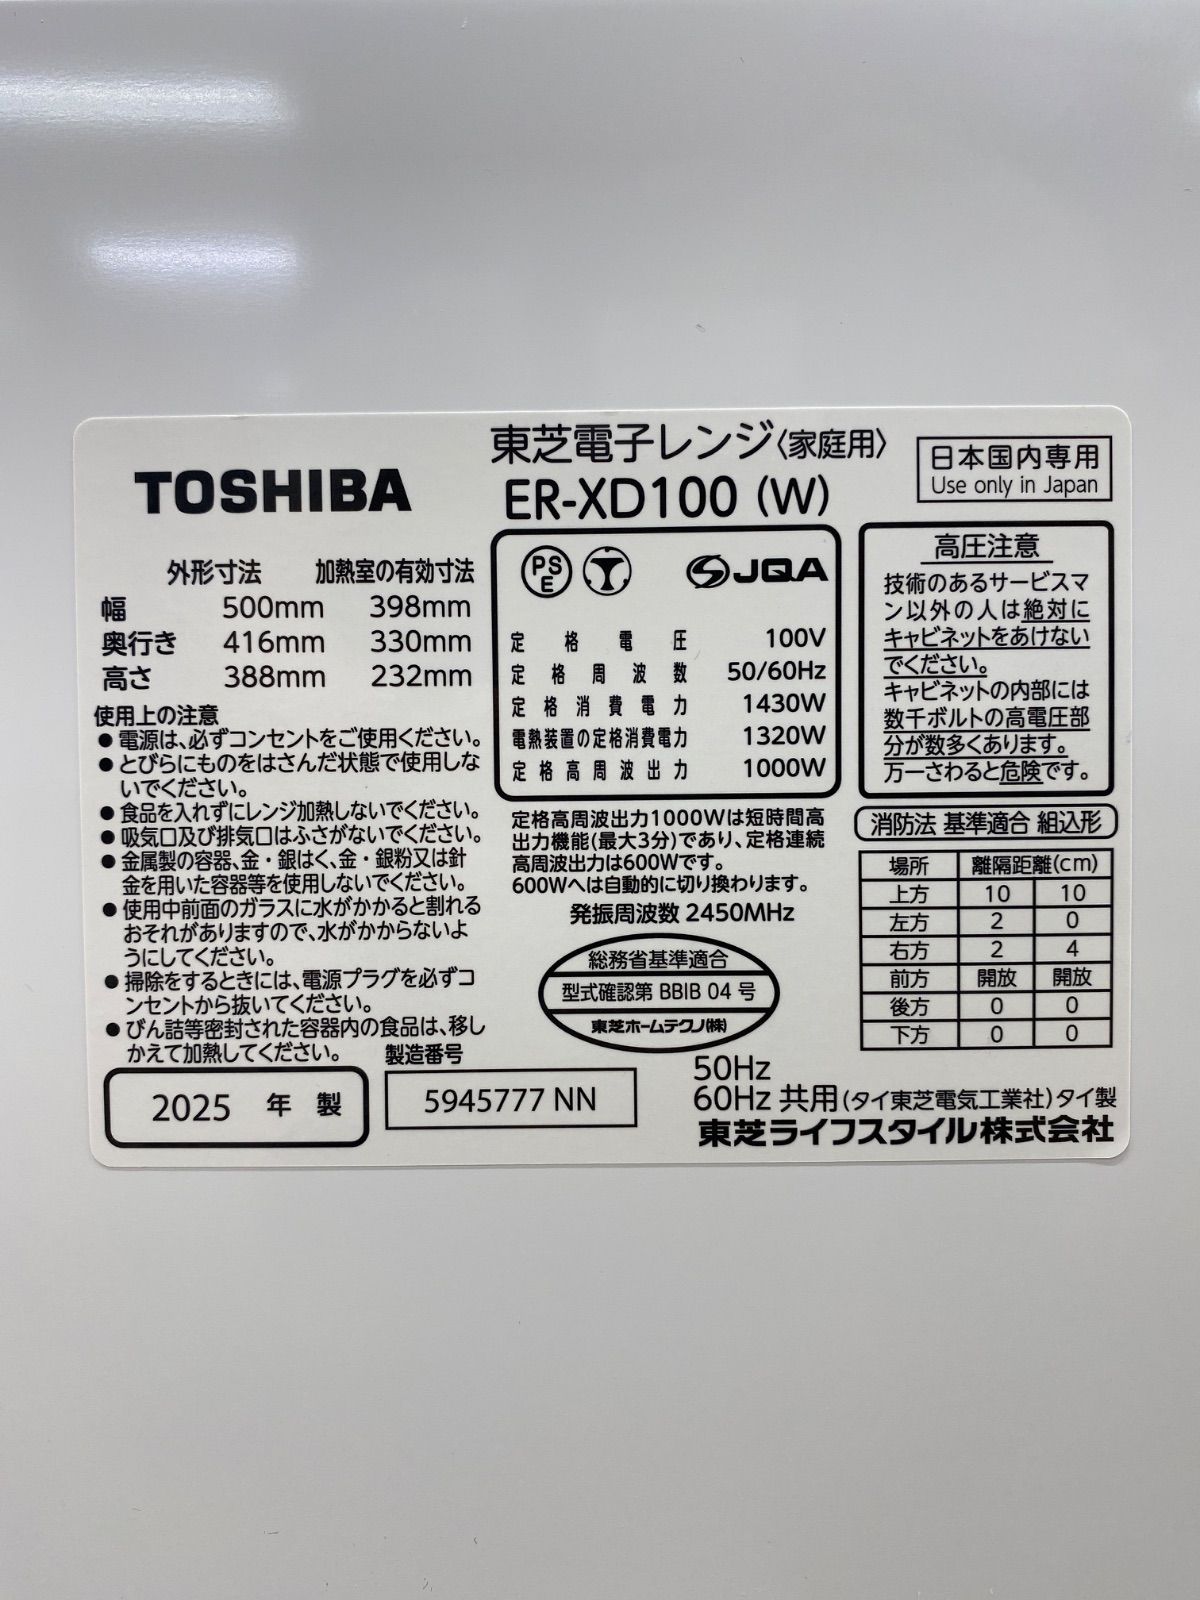 TOSHIBA
東芝電子レンジ〈家庭用〉
ER-XD100 (W)
日本国内専用
Use only in Japan
外形寸法 加熱室の有効寸法
幅 500mm 398mm
奥行き 416mm 330mm
高さ 388mm 232mm
使用上の注意
●電源は、必ずコンセントをご使用ください。
●とびらにものをはさんだ状態で使用しな
いでください。
●食品を入れずにレンジ加熱しないでください。
●吸気口及び排気口はふさがないでください。
●金属製の容器、金・銀はく、金・銀粉又は針
金を用いた容器等を使用しないでください。
●使用中前面のガラスに水がかかると割れる
おそれがありますので、水がかからないよ
うにしてください。
●掃除をするときには、電源プラグを必ずコ
ンセントから抜いてください。
●びん詰等密封された容器内の食品は、移し
かえて加熱してください。
2025 年 製
製造番号
5945777 NN
PS
E
JQA
定格電圧 100V
定格周波数 50/60Hz
定格消費電力 1430W
電熱装置の定格消費電力 1320W
定格高周波出力 1000W
定格高周波出力1000Wは短時間高
出力機能(最大3分)であり、定格連続
高周波出力は600Wです。
600Wへは自動的に切り換わります。
発振周波数 2450MHz
総務省基準適合
型式確認第 BBIB 04 号
東芝ホームテクノ(株)
高圧注意
技術のあるサービスマ
ン以外の人は絶対に
キャビネットをあけない
でください。
キャビネットの内部には
数千ボルトの高電圧部
分が数多くあります。
万一さわると危険です。
消防法 基準適合 組込形
場所 離隔距離(cm)
上方 10 10
左方 2 0
右方 2 4
前方 開放 開放
後方 0 0
下方 0 0
50Hz
60Hz 共用(タイ東芝電気工業社)タイ製
東芝ライフスタイル株式会社